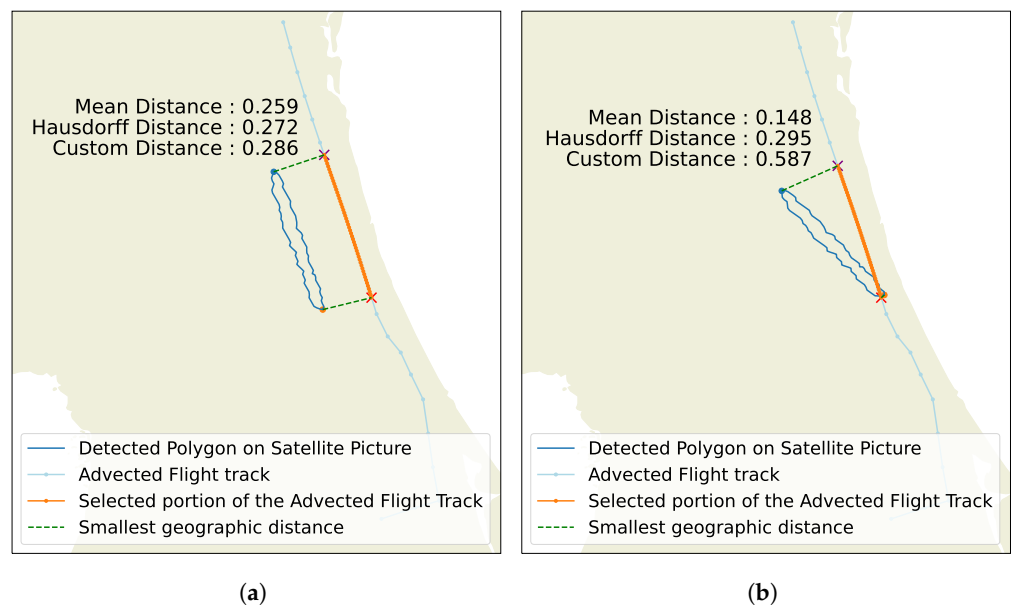 Mean Distance : 0.259
Hausdorff Distance : 0.272
Custom Distance : 0.286
Detected Polygon on Satellite Picture
Advected Flight track
Selected portion of the Advected Flight Track
Smallest geographic distance
(a)
Mean Distance : 0.148
Hausdorff Distance : 0.295
Custom Distance : 0.587
Detected Polygon on Satellite Picture
Advected Flight track
Selected portion of the Advected Flight Track
Smallest geographic distance
(b)